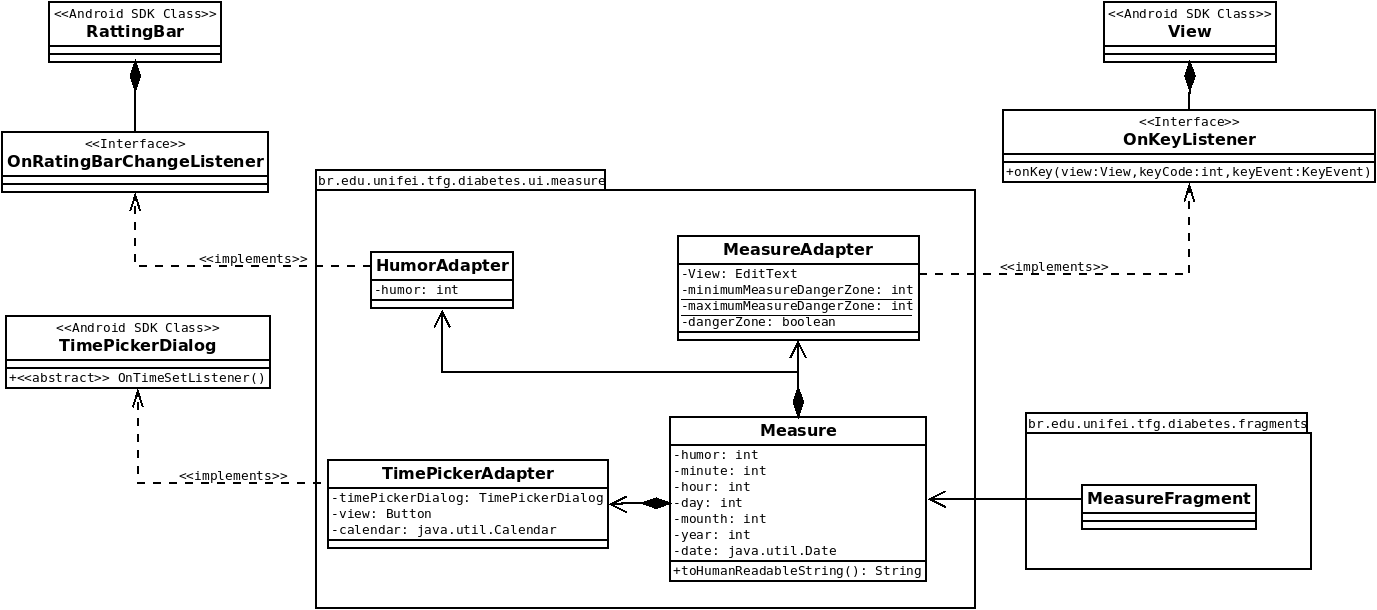 <<Android SDK Class>>
RattingBar
<<Android SDK Class>>
View
<<Interface>>
OnRatingBarChangeListener
<<Interface>>
OnKeyListener
+onKey(view:View,keyCode:int,keyEvent:KeyEvent)
br.edu.unifei.tfg.diabetes.ui.measure
<<implements>>
HumorAdapter
-humor: int
MeasureAdapter
-View: EditText
-minimumMeasureDangerZone: int
-maximumMeasureDangerZone: int
-dangerZone: boolean
<<implements>>
<<Android SDK Class>>
TimePickerDialog
+<<abstract>> OnTimeSetListener()
<<implements>>
TimePickerAdapter
-timePickerDialog: TimePickerDialog
-view: Button
-calendar: java.util.Calendar
Measure
-humor: int
-minute: int
-hour: int
-day: int
-mounth: int
-year: int
-date: java.util.Date
+toHumanReadableString(): String
br.edu.unifei.tfg.diabetes.fragments
MeasureFragment